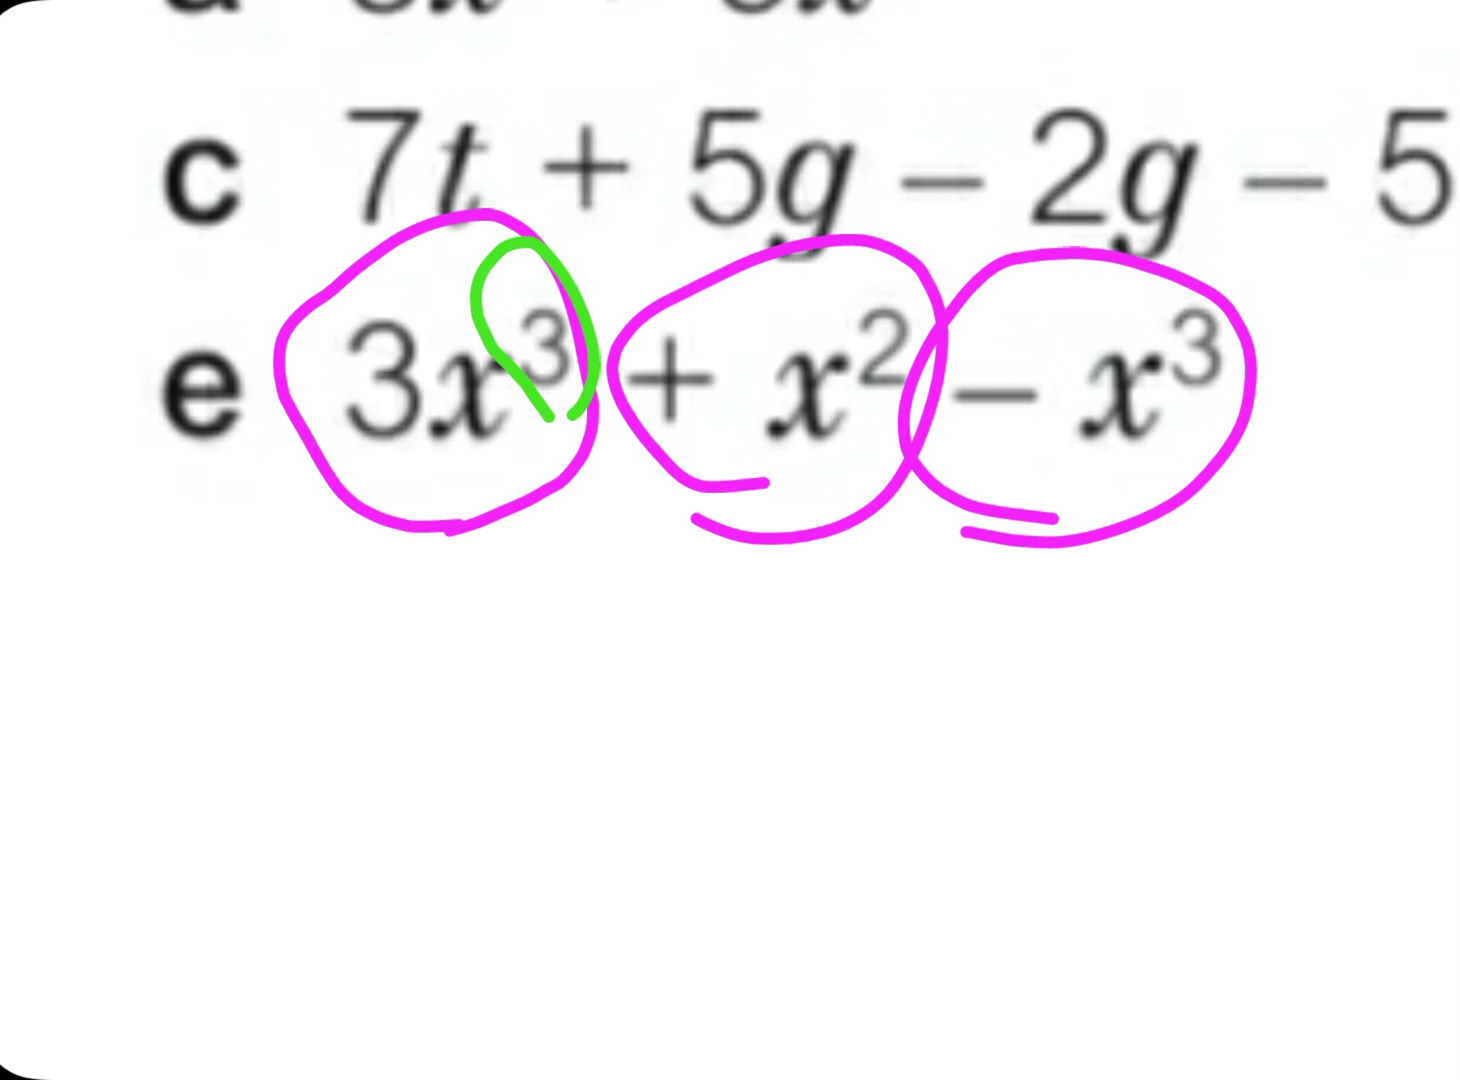 c 7t + 5g − 2g − 5
e 3x³ + x² − x³